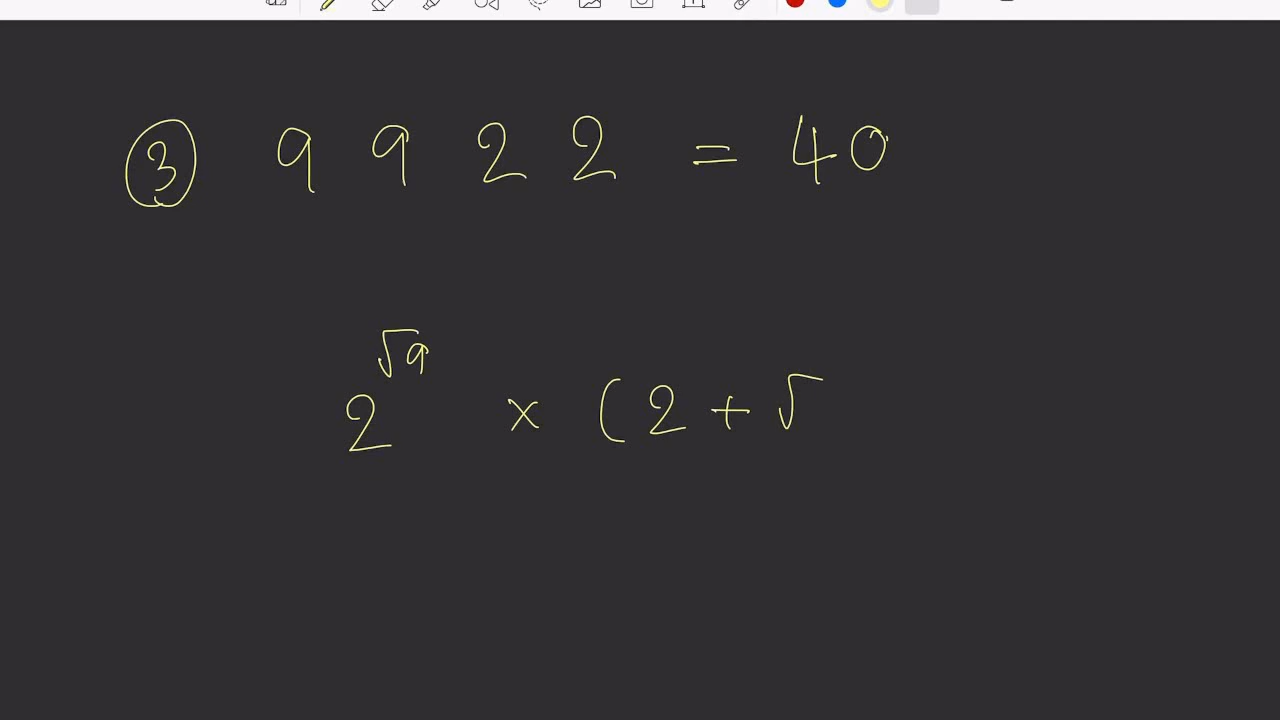 ③ 9 9 2 2 = 40
2^√9 × (2 + √